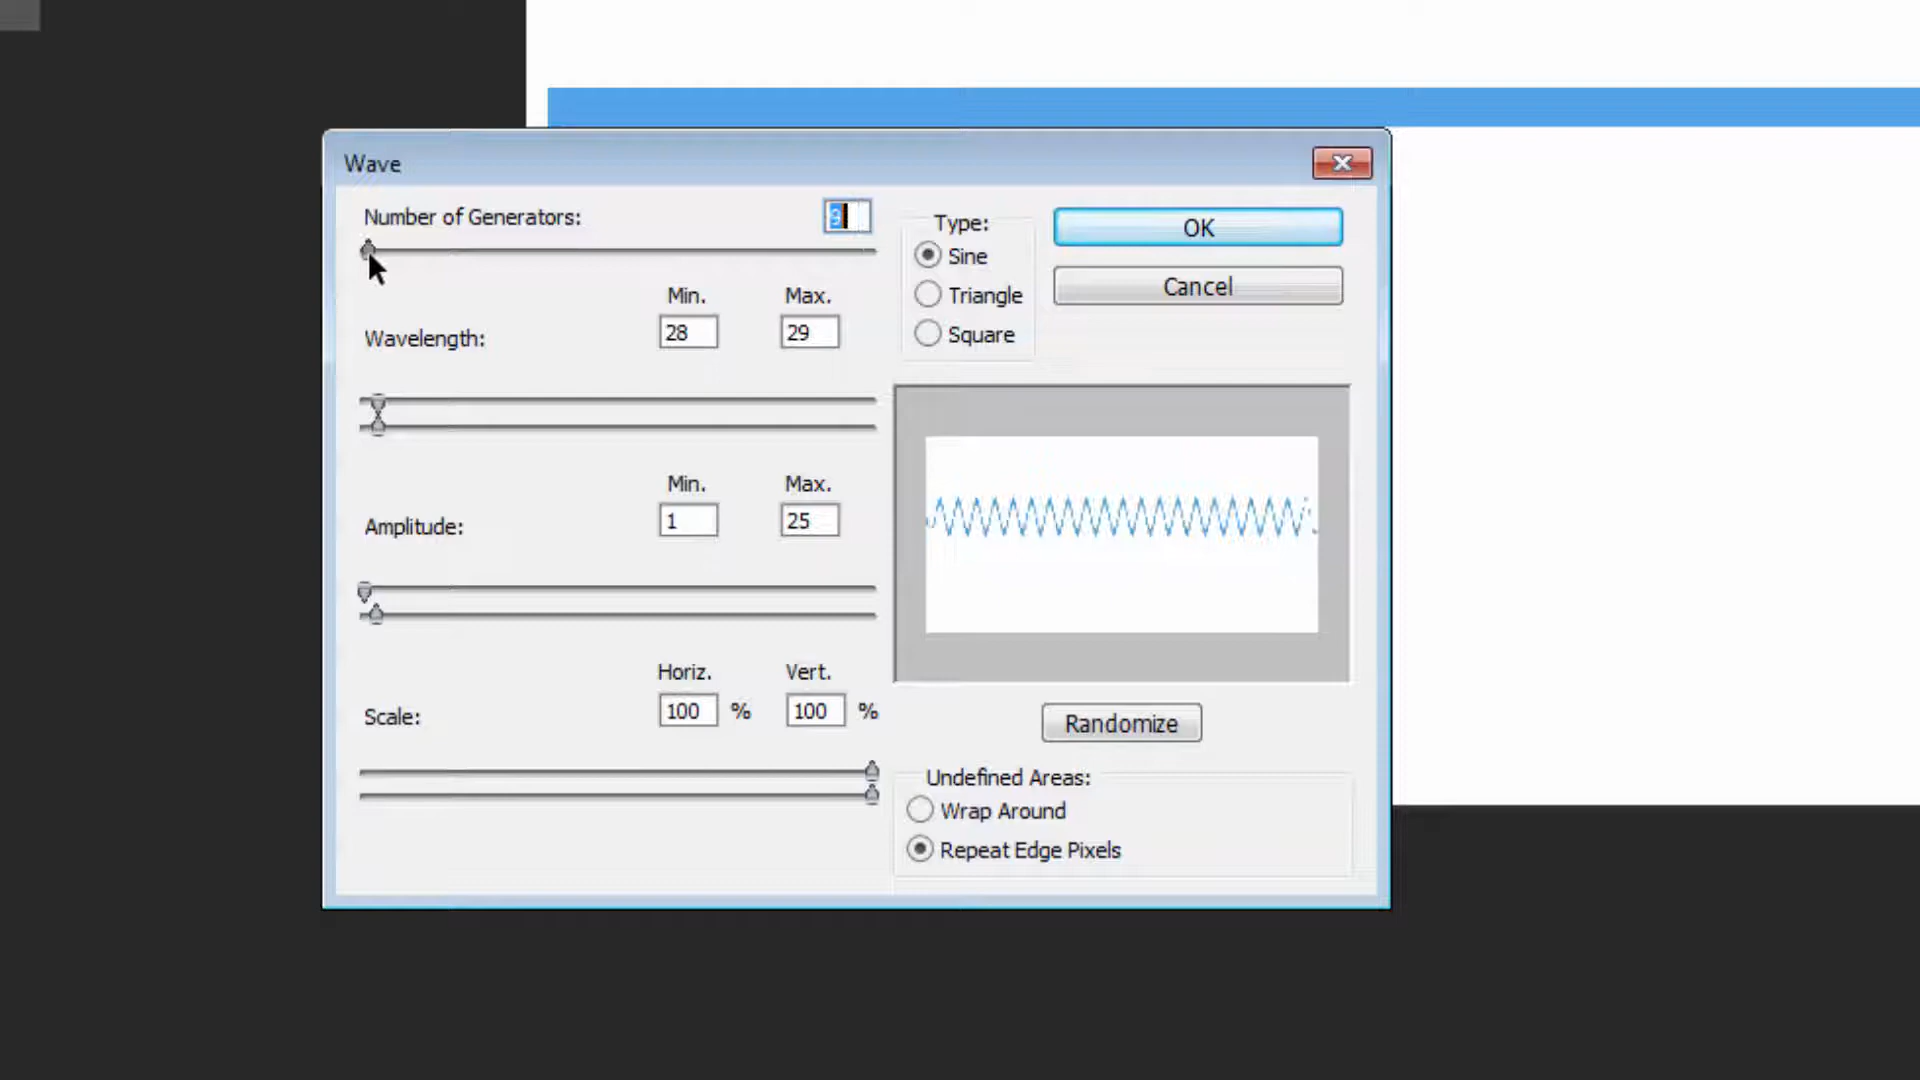 Wave
Number of Generators: 9
Type:
Sine
Triangle
Square
OK
Cancel
Min. Max.
Wavelength: 28 29
Min. Max.
Amplitude: 1 25
Horiz. Vert.
Scale: 100 % 100 %
Randomize
Undefined Areas:
Wrap Around
Repeat Edge Pixels